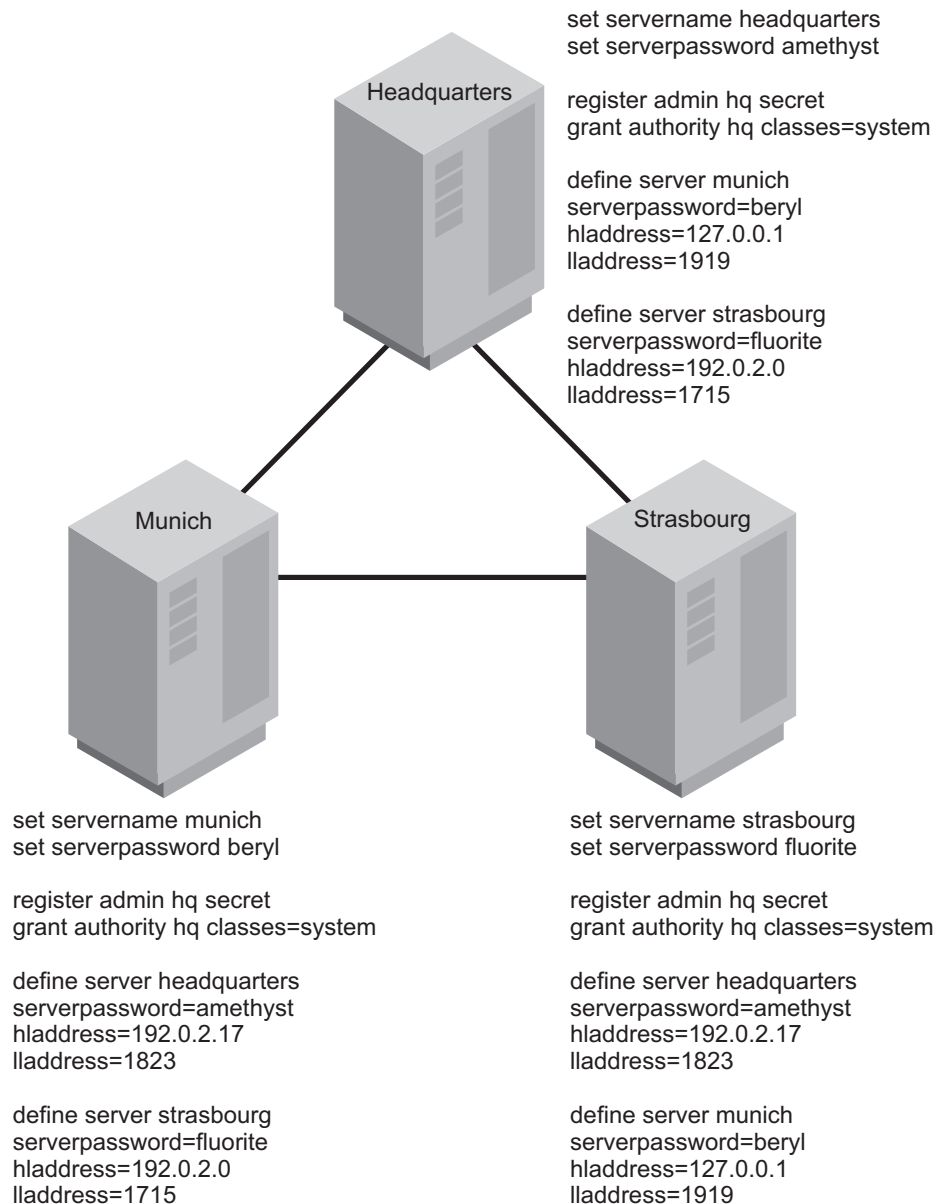 set servername headquarters
set serverpassword amethyst
Headquarters
register admin hq secret
grant authority hq classes=system
define server munich
serverpassword=beryl
hladdress=127.0.0.1
lladdress=1919
define server strasbourg
serverpassword=fluorite
hladdress=192.0.2.0
lladdress=1715
Munich
Strasbourg
set servername munich
set serverpassword beryl
register admin hq secret
grant authority hq classes=system
define server headquarters
serverpassword=amethyst
hladdress=192.0.2.17
lladdress=1823
define server strasbourg
serverpassword=fluorite
hladdress=192.0.2.0
lladdress=1715
set servername strasbourg
set serverpassword fluorite
register admin hq secret
grant authority hq classes=system
define server headquarters
serverpassword=amethyst
hladdress=192.0.2.17
lladdress=1823
define server munich
serverpassword=beryl
hladdress=127.0.0.1
lladdress=1919